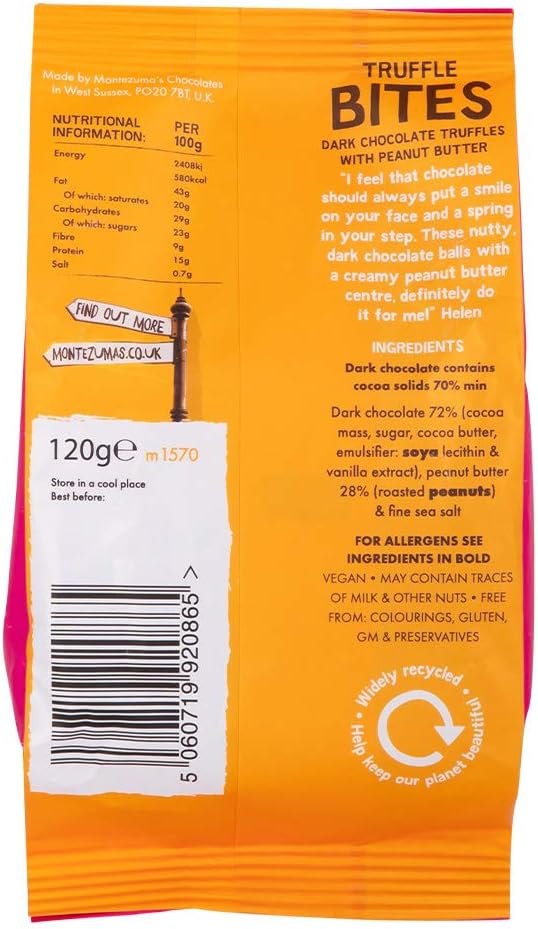 Made by Montezuma's Chocolates
in West Sussex, PO20 7BT, U.K.
NUTRITIONAL INFORMATION: PER 100g
Energy 2408kj
580kcal
Fat 43g
Of which: saturates 20g
Carbohydrates 29g
Of which: sugars 23g
Fibre 9g
Protein 15g
Salt 0.7g
FIND OUT MORE
MONTEZUMAS.CO.UK
120g℮ m1570
Store in a cool place
Best before:
5 060719 920865 >
TRUFFLE
BITES
DARK CHOCOLATE TRUFFLES
WITH PEANUT BUTTER
"I feel that chocolate
should always put a smile
on your face and a spring
in your step. These nutty,
dark chocolate balls with
a creamy peanut butter
centre, definitely do
it for me!" Helen
INGREDIENTS
Dark chocolate contains
cocoa solids 70% min
Dark chocolate 72% (cocoa
mass, sugar, cocoa butter,
emulsifier: soya lecithin &
vanilla extract), peanut butter
28% (roasted peanuts)
& fine sea salt
FOR ALLERGENS SEE
INGREDIENTS IN BOLD
VEGAN • MAY CONTAIN TRACES
OF MILK & OTHER NUTS • FREE
FROM: COLOURINGS, GLUTEN,
GM & PRESERVATIVES
• Widely recycled •
Help keep our planet beautiful